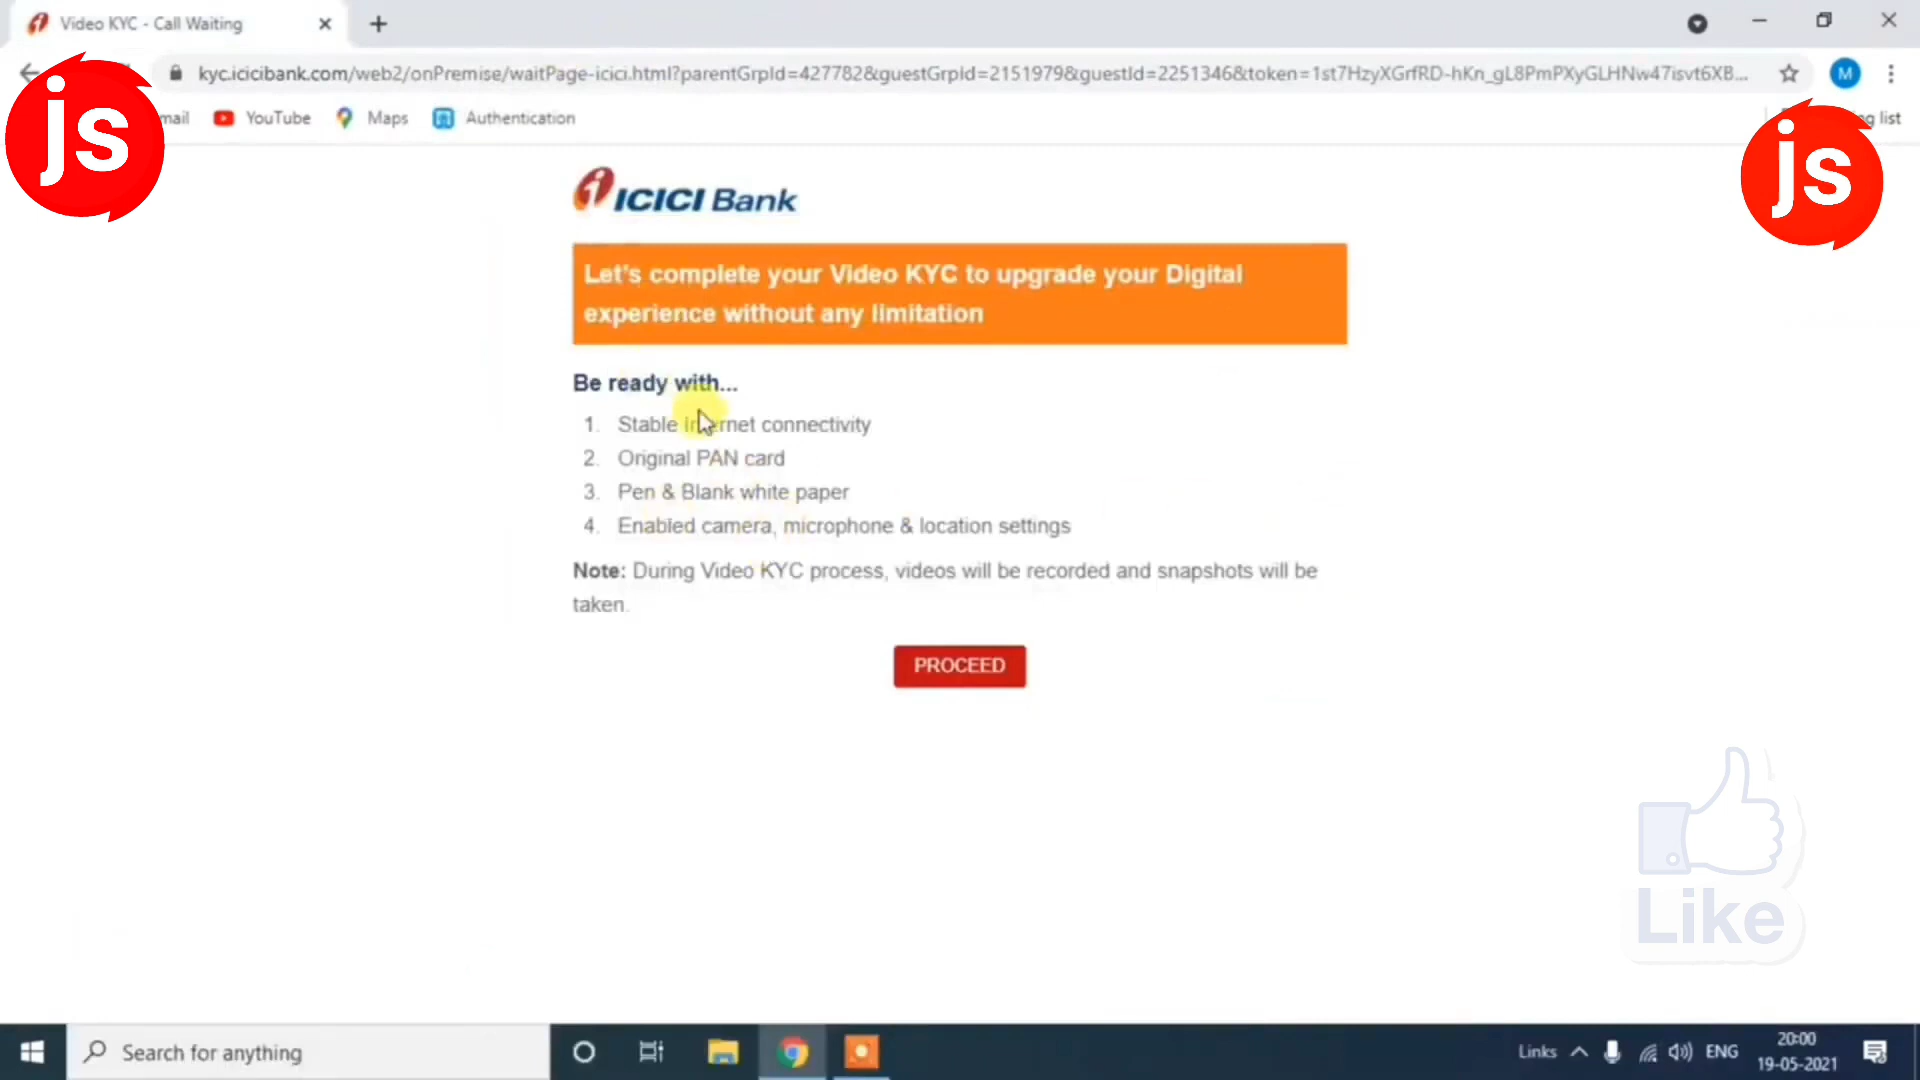 Video KYC - Call Waiting
kyc.icicibank.com/web2/onPremise/waitPage-icici.html?parentGrpId=427782&guestGrpId=2151979&guestId=2251346&token=1st7HzyXGrfRD-hKn_gL8PmPXyGLHNw47isvt6XB...
M
mail YouTube Maps Authentication
ng list
js
js
ICICI Bank
Let's complete your Video KYC to upgrade your Digital
experience without any limitation
Be ready with...
1. Stable internet connectivity
2. Original PAN card
3. Pen & Blank white paper
4. Enabled camera, microphone & location settings
Note: During Video KYC process, videos will be recorded and snapshots will be
taken.
PROCEED
Like
Search for anything
Links
ENG
20:00
19-05-2021